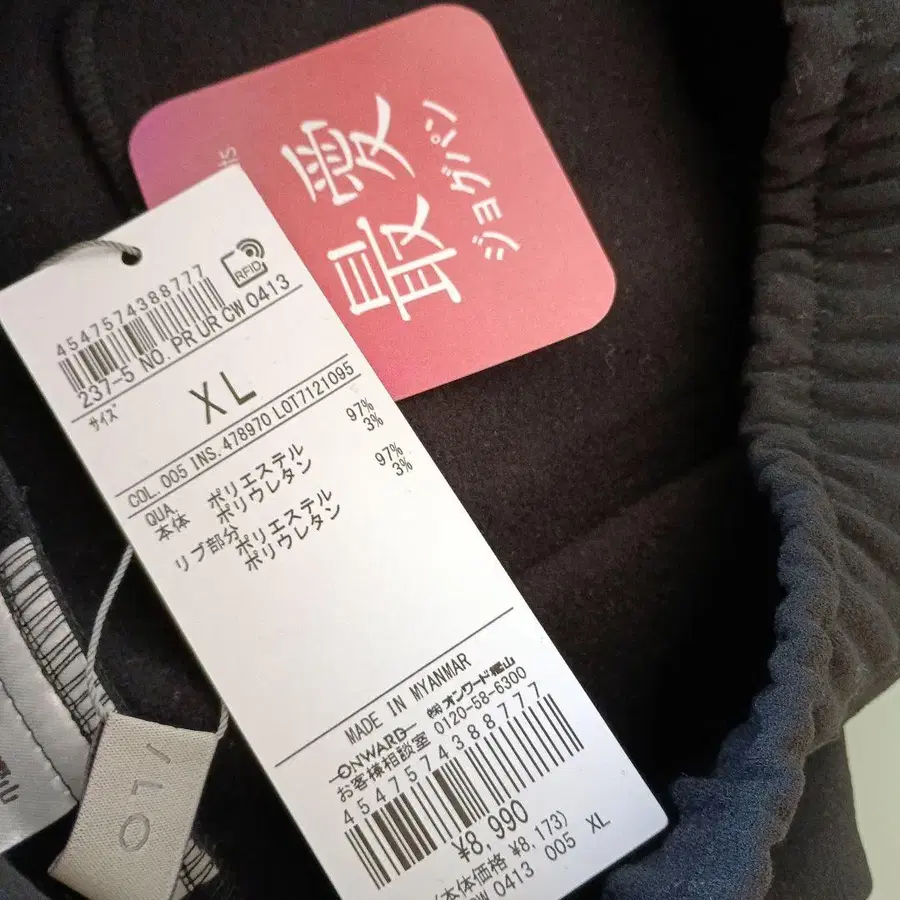 最愛
ジョグパン
RFID
4547574388777
237-5 NO. PR UR CW 0413
サイズ
XL
COL. 005 INS. 478970 LOT7121095
QUA.
本体 ポリエステル 97%
ポリウレタン 3%
リブ部分 ポリエステル 97%
ポリウレタン 3%
MADE IN MYANMAR
ONWARD ㈱オンワード樫山
お客様相談室 0120-58-6300
4547574388777
¥8,990
(本体価格 ¥8,173)
CW 0413 005 XL